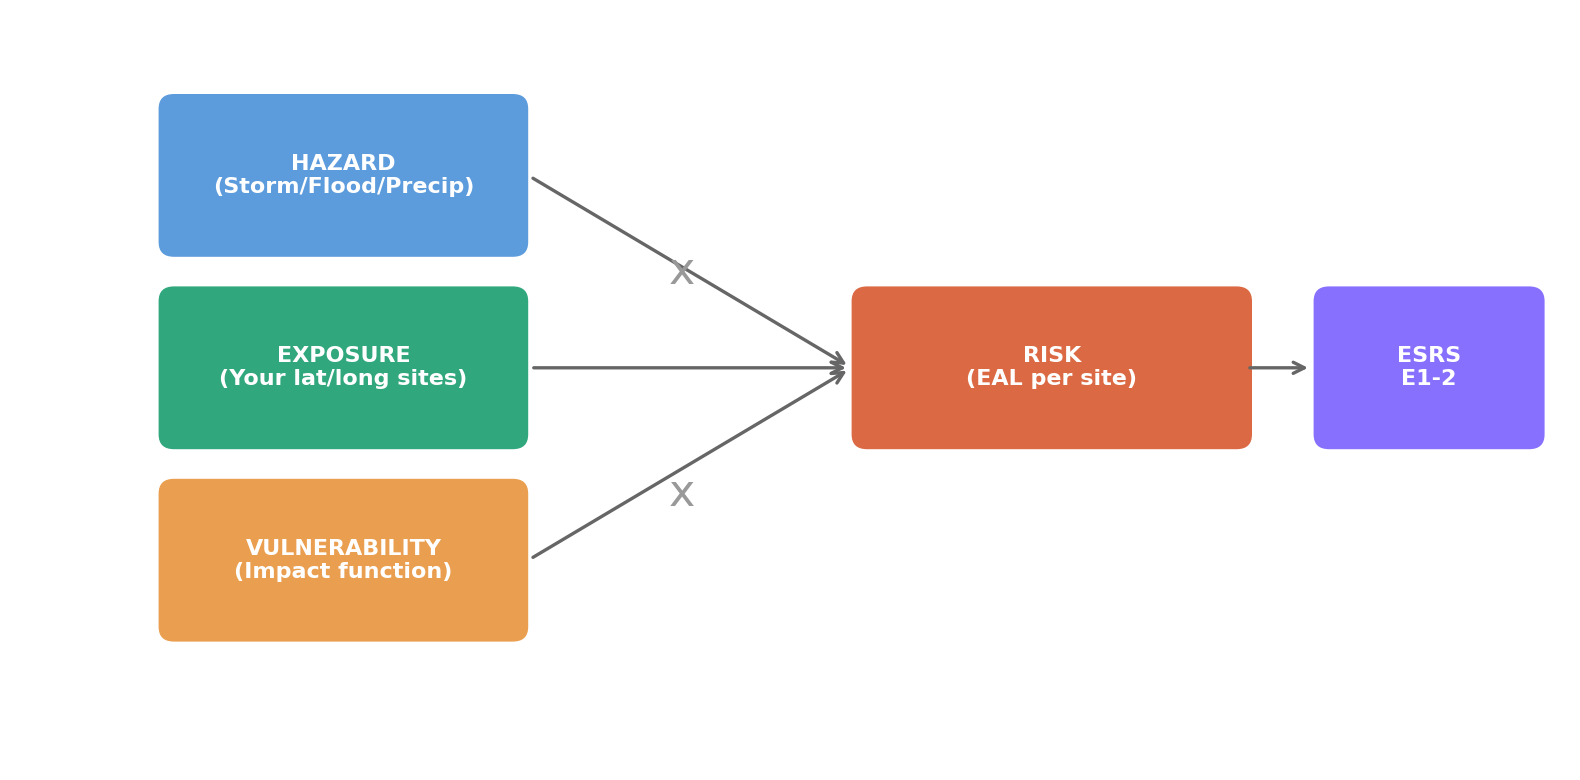 HAZARD
(Storm/Flood/Precip)
x
EXPOSURE
(Your lat/long sites)
RISK
(EAL per site)
ESRS
E1-2
x
VULNERABILITY
(Impact function)